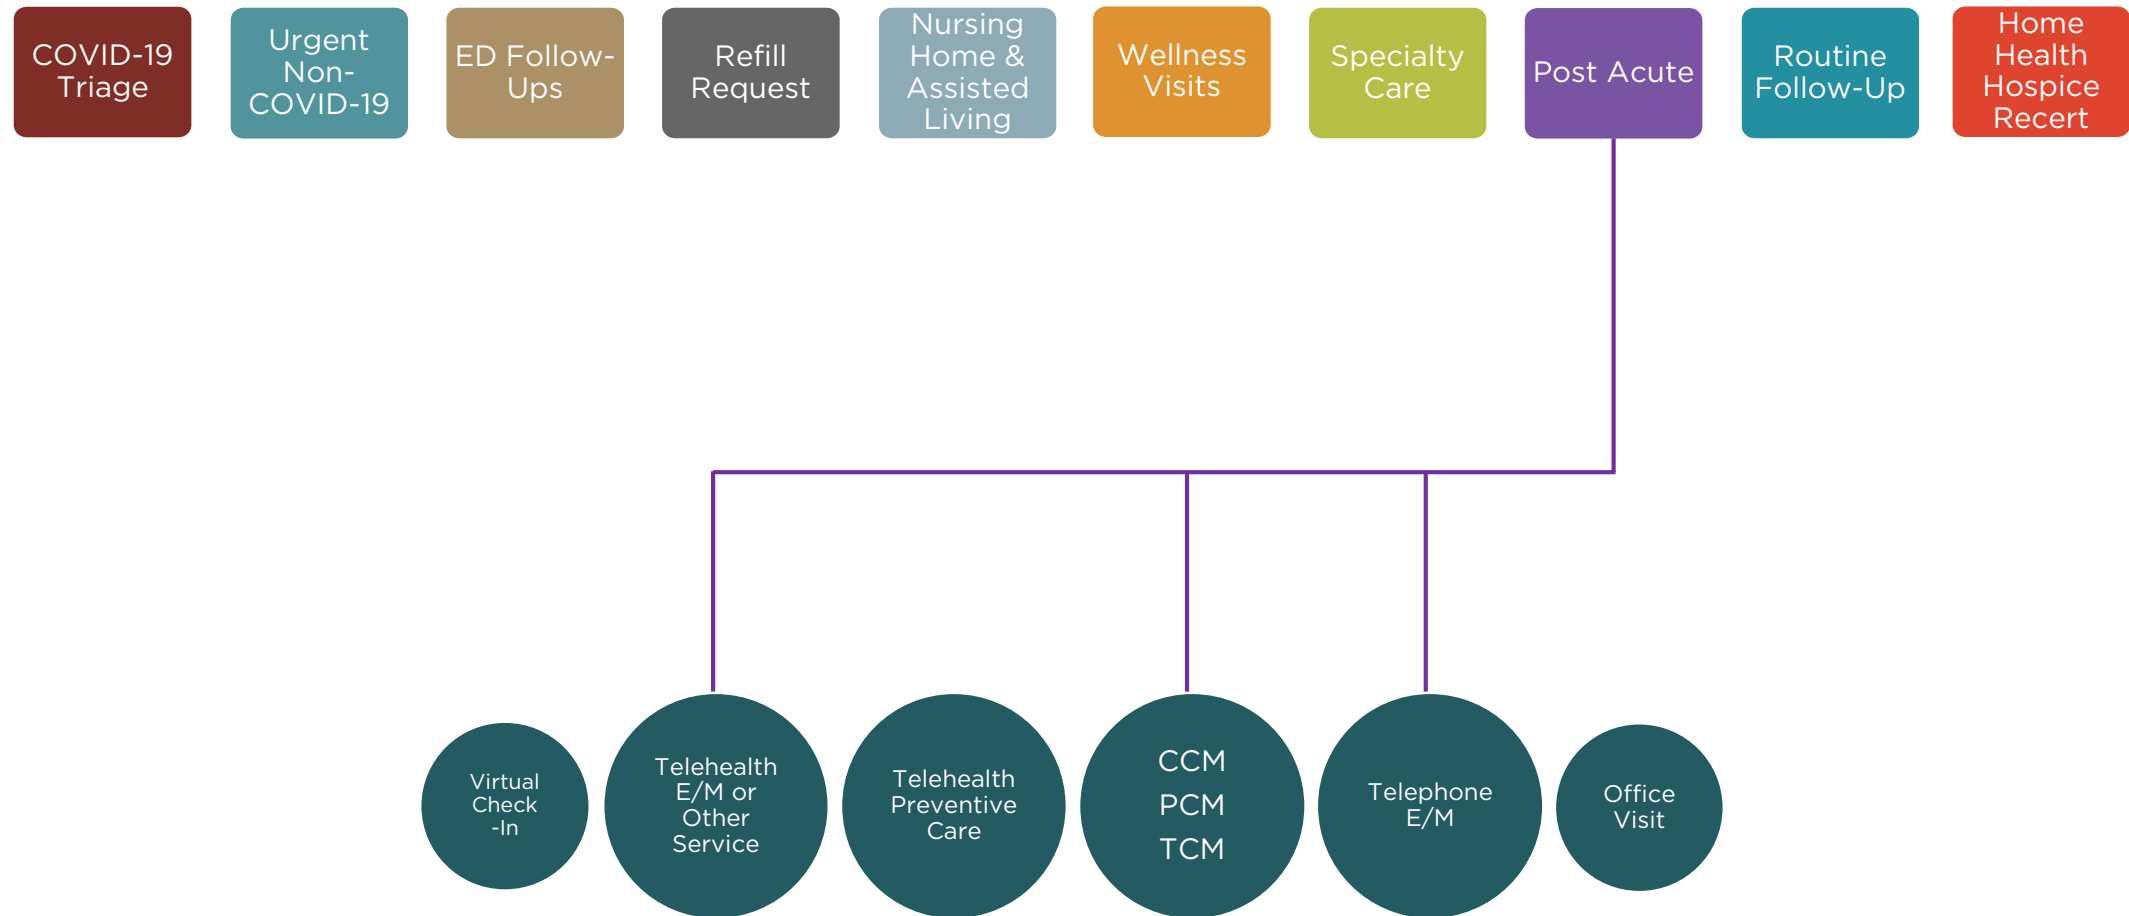 COVID-19
Triage
Urgent
Non-
COVID-19
ED Follow-
Ups
Refill
Request
Nursing
Home &
Assisted
Living
Wellness
Visits
Specialty
Care
Post Acute
Routine
Follow-Up
Home
Health
Hospice
Recert
Virtual
Check
-In
Telehealth
E/M or
Other
Service
Telehealth
Preventive
Care
CCM
PCM
TCM
Telephone
E/M
Office
Visit